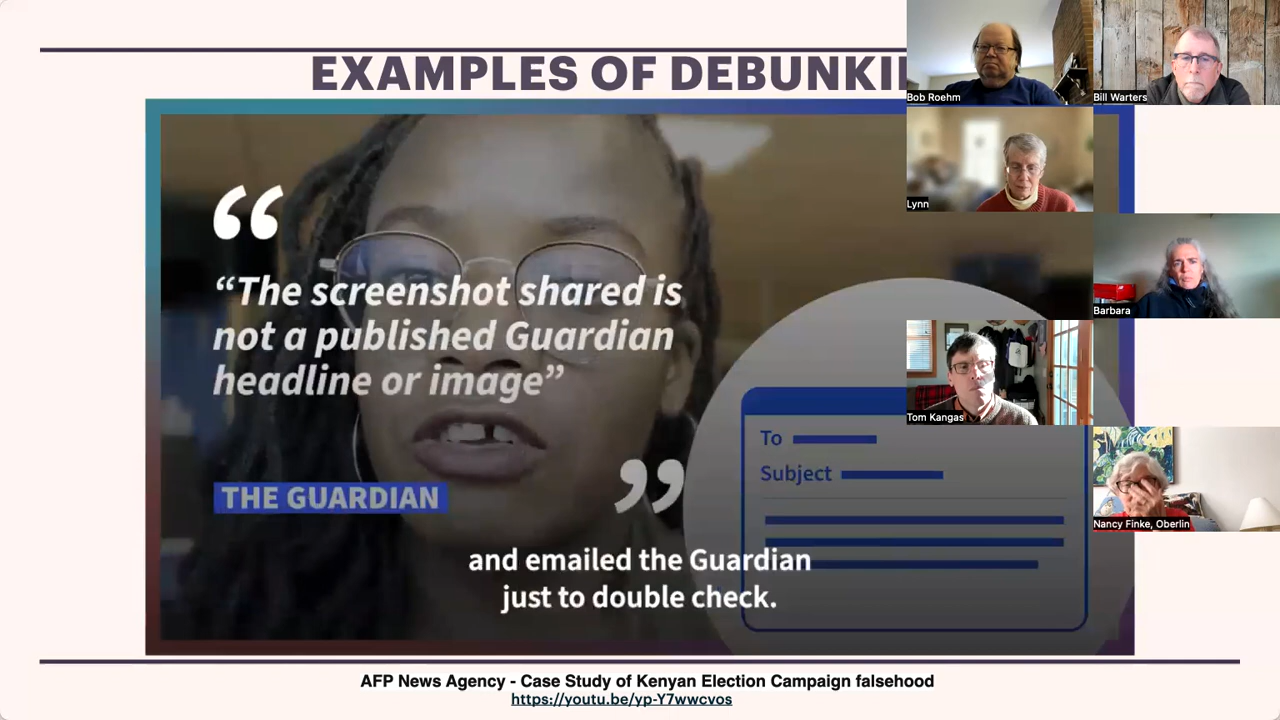 EXAMPLES OF DEBUNKI
“
“The screenshot shared is
not a published Guardian
headline or image”
”
THE GUARDIAN
To
Subject
and emailed the Guardian
just to double check.
AFP News Agency - Case Study of Kenyan Election Campaign falsehood
https://youtu.be/yp-Y7wwcvos
Bob Roehm
Bill Warters
Lynn
Barbara
Tom Kangas
Nancy Finke, Oberlin